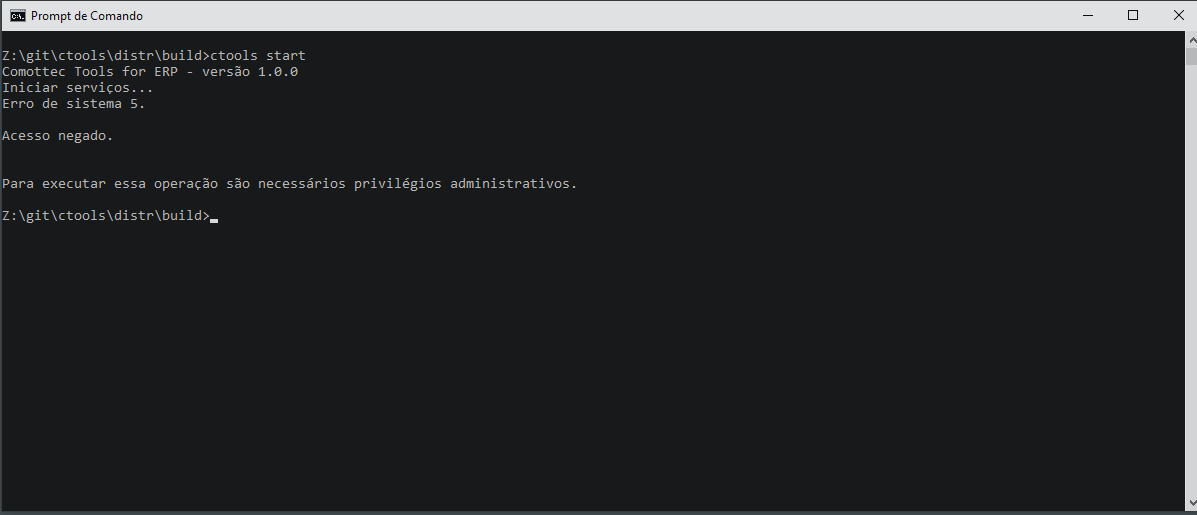 Prompt de Comando
Z:\git\ctools\distr\build>ctools start
Comottec Tools for ERP - versão 1.0.0
Iniciar serviços...
Erro de sistema 5.
Acesso negado.
Para executar essa operação são necessários privilégios administrativos.
Z:\git\ctools\distr\build>